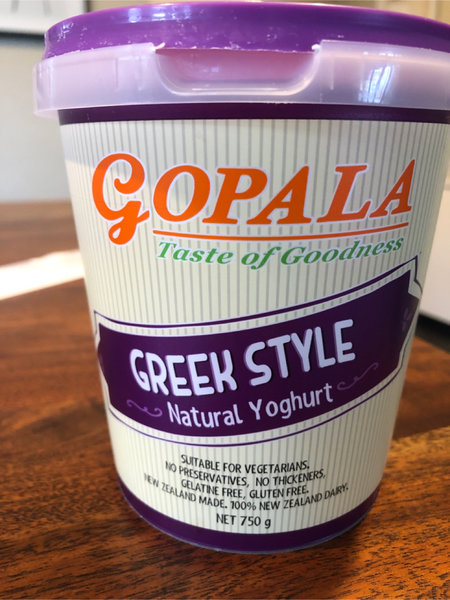 GOPALA
Taste of Goodness
GREEK STYLE
Natural Yoghurt
SUITABLE FOR VEGETARIANS.
NO PRESERVATIVES, NO THICKENERS,
GELATINE FREE, GLUTEN FREE.
NEW ZEALAND MADE. 100% NEW ZEALAND DAIRY.
NET 750 g